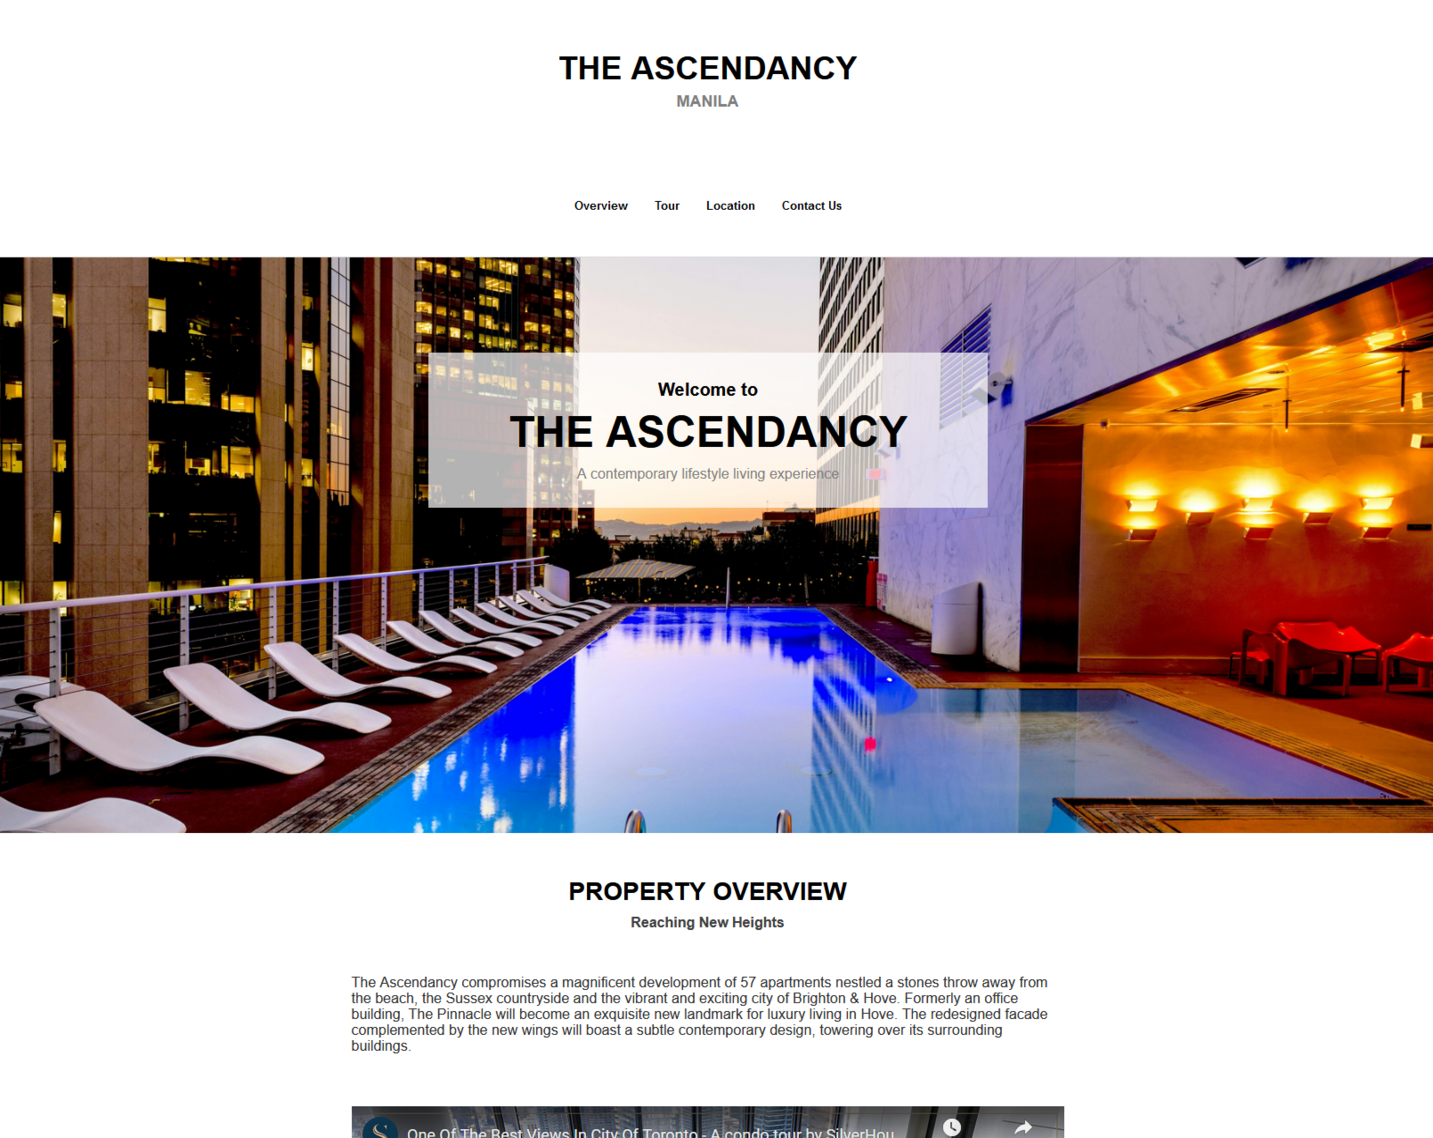 THE ASCENDANCY
MANILA
Overview Tour Location Contact Us
Welcome to
THE ASCENDANCY
A contemporary lifestyle living experience
PROPERTY OVERVIEW
Reaching New Heights
The Ascendancy compromises a magnificent development of 57 apartments nestled a stones throw away from
the beach, the Sussex countryside and the vibrant and exciting city of Brighton & Hove. Formerly an office
building, The Pinnacle will become an exquisite new landmark for luxury living in Hove. The redesigned facade
complemented by the new wings will boast a subtle contemporary design, towering over its surrounding
buildings.
S
One Of The Best Views In City Of Toronto - A condo tour by SilverHou...